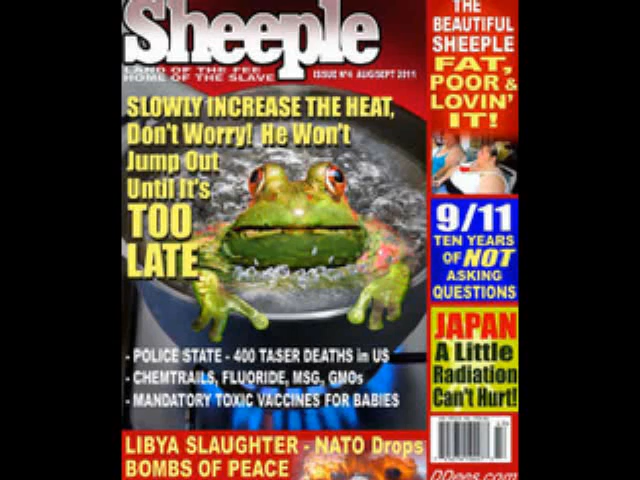 Sheeple
LAND OF THE FEE
HOME OF THE SLAVE
ISSUE Nº4 AUG/SEPT 2011
SLOWLY INCREASE THE HEAT,
Don't Worry! He Won't
Jump Out
Until It's
TOO
LATE
- POLICE STATE - 400 TASER DEATHS in US
- CHEMTRAILS, FLUORIDE, MSG, GMOs
- MANDATORY TOXIC VACCINES FOR BABIES
LIBYA SLAUGHTER - NATO Drops
BOMBS OF PEACE
THE
BEAUTIFUL
SHEEPLE
FAT,
POOR &
LOVIN'
IT!
9/11
TEN YEARS
OF NOT
ASKING
QUESTIONS
JAPAN
A Little
Radiation
Can't Hurt!
DDees.com